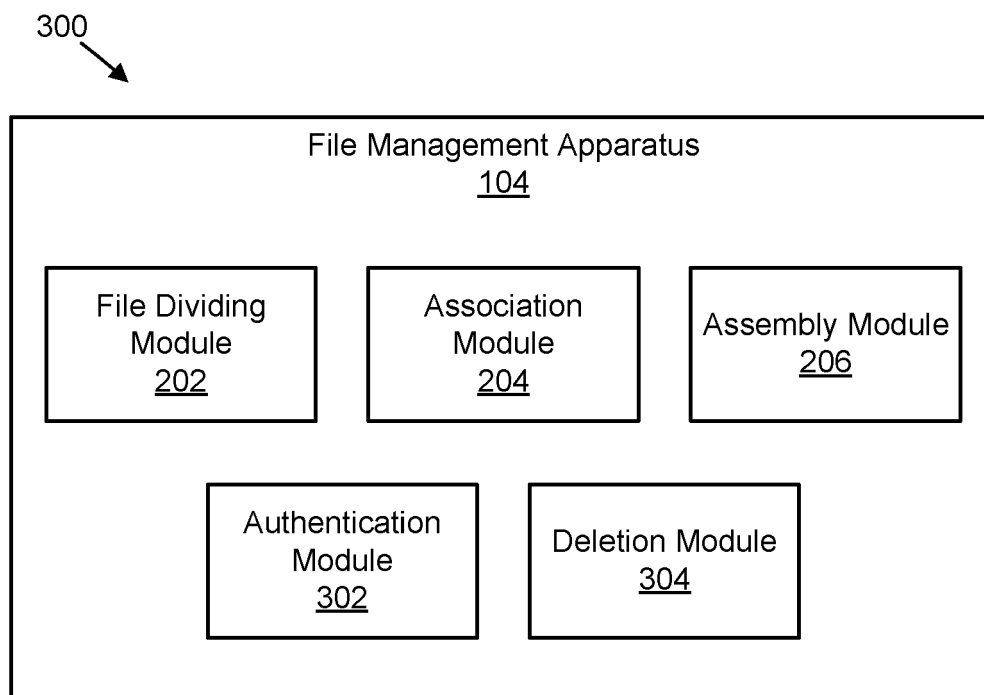 300
File Management Apparatus
104
File Dividing
Module
202
Association
Module
204
Assembly Module
206
Authentication
Module
302
Deletion Module
304